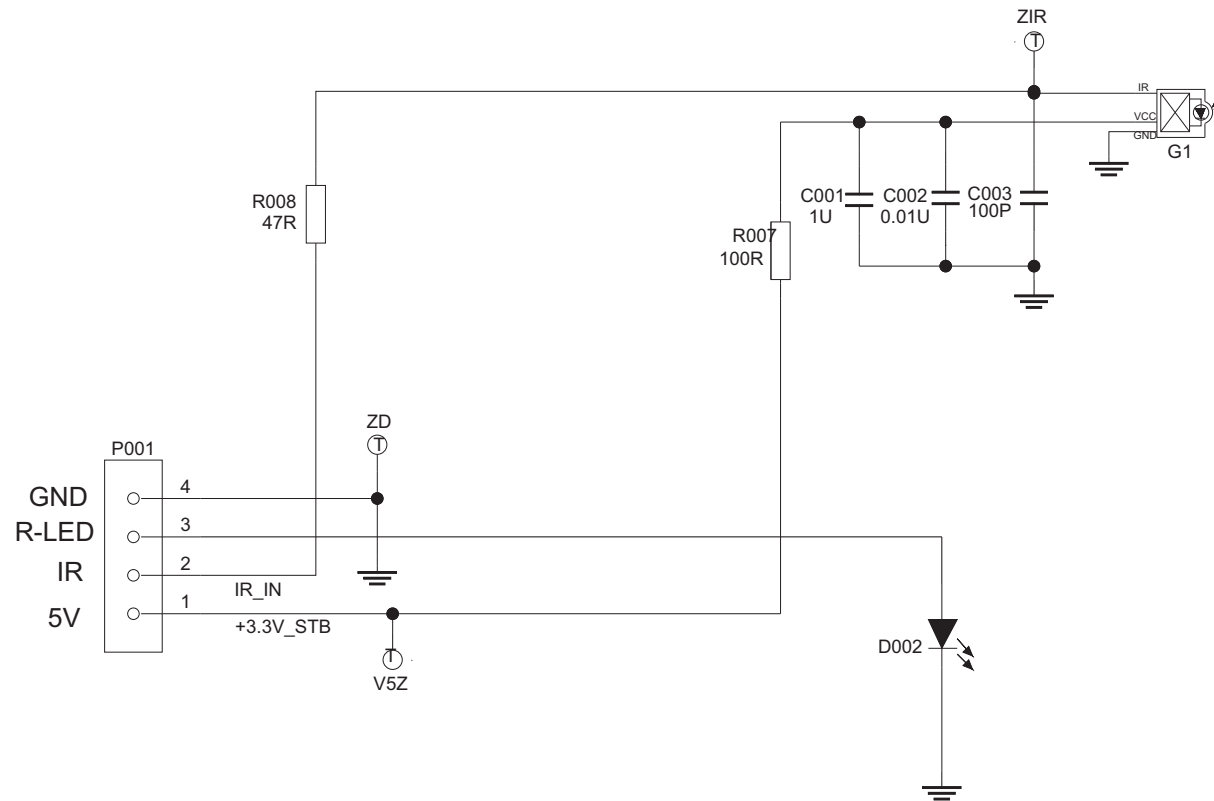 ZIR
T
IR
VCC
GND
G1
R008
47R
C001
1U
C002
0.01U
C003
100P
R007
100R
ZD
T
P001
GND
4
R-LED
3
IR
2
IR_IN
5V
1
+3.3V_STB
T
V5Z
D002